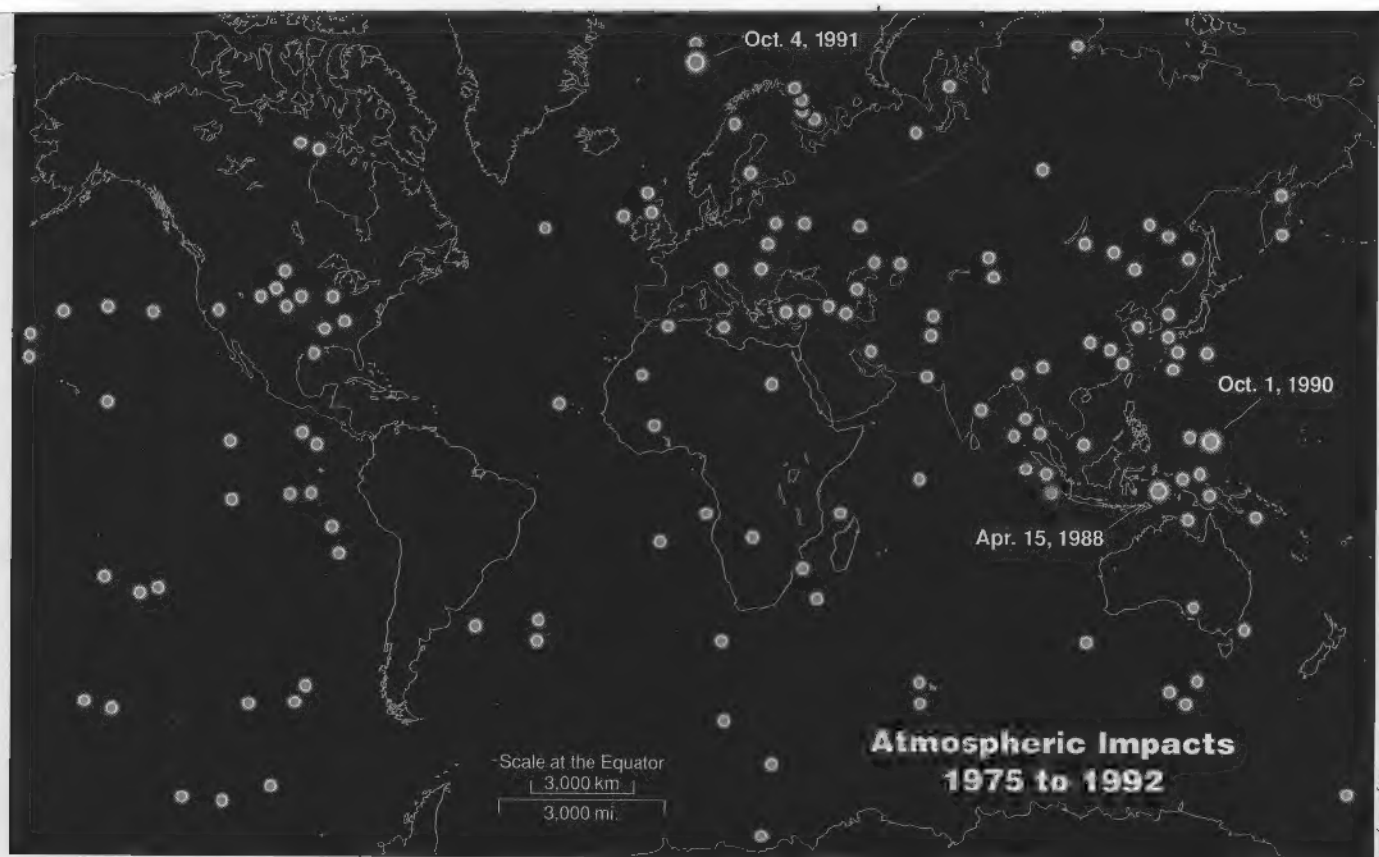 Oct. 4, 1991
Oct. 1, 1990
Apr. 15, 1988
Atmospheric Impacts
1975 to 1992
Scale at the Equator
3,000 km
3,000 mi.